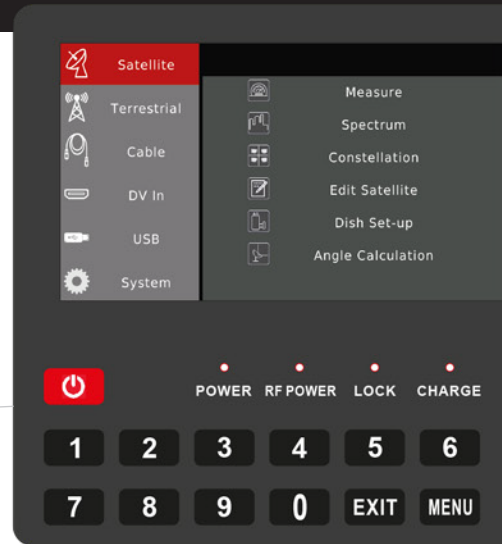 Satellite
Terrestrial
Cable
DV In
USB
System
Measure
Spectrum
Constellation
Edit Satellite
Dish Set-up
Angle Calculation
POWER RF POWER LOCK CHARGE
1 2 3 4 5 6
7 8 9 0 EXIT MENU